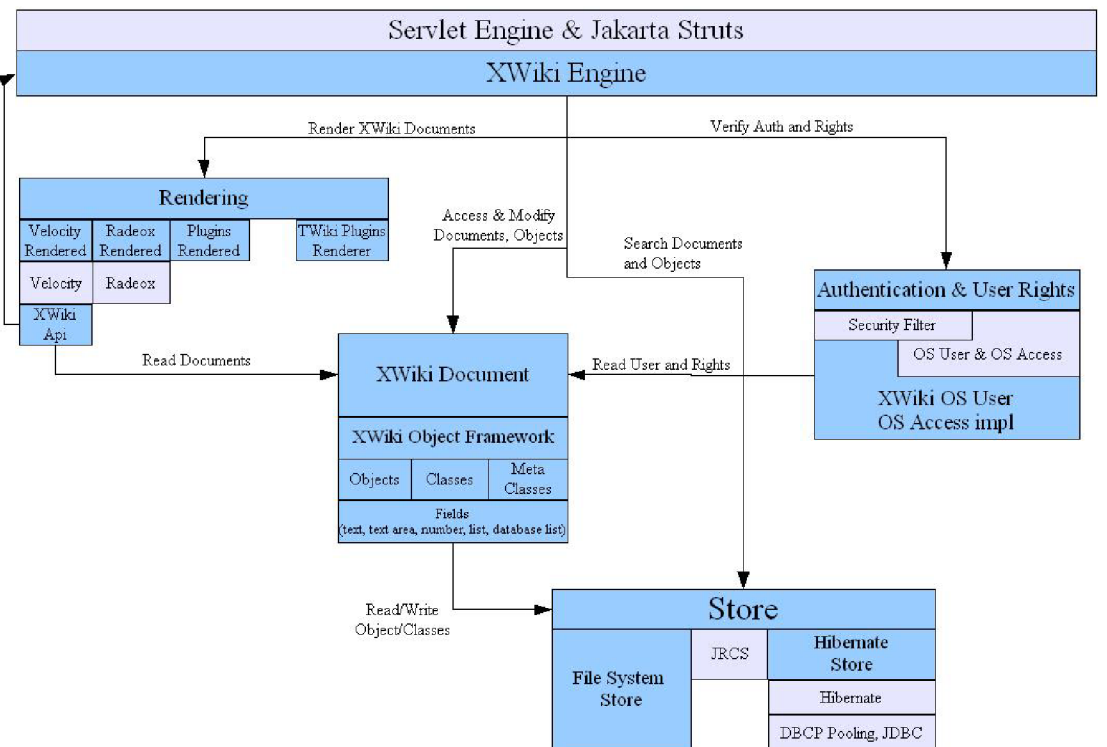 Servlet Engine & Jakarta Struts
XWiki Engine
Render XWiki Documents
Verify Auth and Rights
Rendering
Velocity
Rendered
Radeox
Rendered
Plugins
Rendered
TWiki Plugins
Renderer
Velocity
Radeox
XWiki
Api
Access & Modify
Documents, Objects
Search Documents
and Objects
Authentication & User Rights
Security Filter
OS User & OS Access
XWiki OS User
OS Access impl
Read Documents
Read User and Rights
XWiki Document
XWiki Object Framework
Objects
Classes
Meta
Classes
Fields
(text, text area, number, list, database list)
Read/Write
Object/Classes
Store
File System
Store
JRCS
Hibernate
Store
Hibernate
DBCP Pooling, JDBC